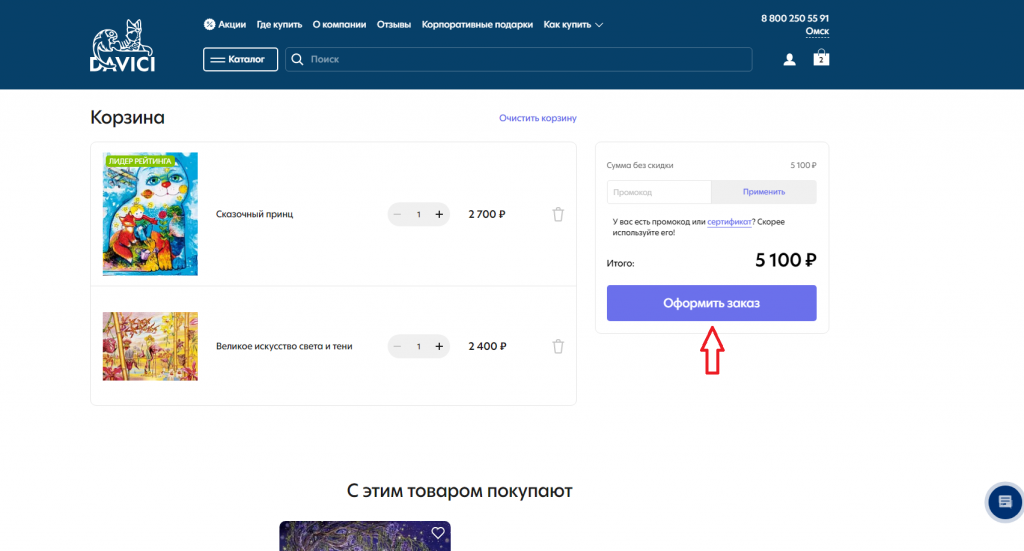 Акции Где купить О компании Отзывы Корпоративные подарки Как купить
8 800 250 55 91
Омск
DAVICI
Каталог
Поиск
2
Корзина
Очистить корзину
ЛИДЕР РЕЙТИНГА
Сказочный принц
− 1 +
2 700 ₽
Великое искусство света и тени
− 1 +
2 400 ₽
Сумма без скидки 5 100 ₽
Промокод Применить
У вас есть промокод или сертификат? Скорее
используйте его!
Итого: 5 100 ₽
Оформить заказ
С этим товаром покупают